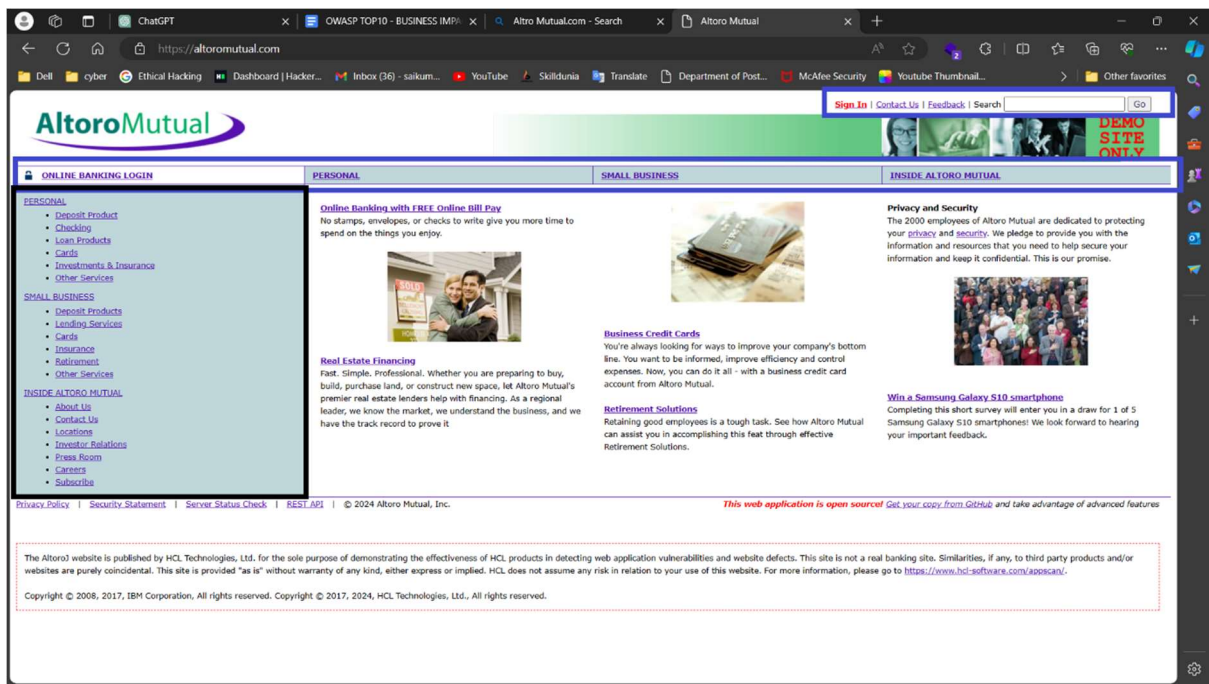 ChatGPT
OWASP TOP10 - BUSINESS IMPA
Altro Mutual.com - Search
Altoro Mutual
https://altoromutual.com
2
Dell
cyber
Ethical Hacking
Dashboard | Hacker...
Inbox (36) - saikum...
YouTube
Skilldunia
Translate
Department of Post...
McAfee Security
Youtube Thumbnail...
Other favorites
Sign In | Contact Us | Feedback | Search
Go
AltoroMutual
DEMO
SITE
ONLY
ONLINE BANKING LOGIN
PERSONAL
SMALL BUSINESS
INSIDE ALTORO MUTUAL
PERSONAL
• Deposit Product
• Checking
• Loan Products
• Cards
• Investments & Insurance
• Other Services
SMALL BUSINESS
• Deposit Products
• Lending Services
• Cards
• Insurance
• Retirement
• Other Services
INSIDE ALTORO MUTUAL
• About Us
• Contact Us
• Locations
• Investor Relations
• Press Room
• Careers
• Subscribe
Online Banking with FREE Online Bill Pay
No stamps, envelopes, or checks to write give you more time to
spend on the things you enjoy.
SOLD
Real Estate Financing
Fast. Simple. Professional. Whether you are preparing to buy,
build, purchase land, or construct new space, let Altoro Mutual's
premier real estate lenders help with financing. As a regional
leader, we know the market, we understand the business, and we
have the track record to prove it
Business Credit Cards
You're always looking for ways to improve your company's bottom
line. You want to be informed, improve efficiency and control
expenses. Now, you can do it all - with a business credit card
account from Altoro Mutual.
Retirement Solutions
Retaining good employees is a tough task. See how Altoro Mutual
can assist you in accomplishing this feat through effective
Retirement Solutions.
Privacy and Security
The 2000 employees of Altoro Mutual are dedicated to protecting
your privacy and security. We pledge to provide you with the
information and resources that you need to help secure your
information and keep it confidential. This is our promise.
Win a Samsung Galaxy S10 smartphone
Completing this short survey will enter you in a draw for 1 of 5
Samsung Galaxy S10 smartphones! We look forward to hearing
your important feedback.
Privacy Policy | Security Statement | Server Status Check | REST API | © 2024 Altoro Mutual, Inc.
This web application is open source! Get your copy from GitHub and take advantage of advanced features
The AltoroJ website is published by HCL Technologies, Ltd. for the sole purpose of demonstrating the effectiveness of HCL products in detecting web application vulnerabilities and website defects. This site is not a real banking site. Similarities, if any, to third party products and/or
websites are purely coincidental. This site is provided "as is" without warranty of any kind, either express or implied. HCL does not assume any risk in relation to your use of this website. For more information, please go to https://www.hcl-software.com/appscan/.
Copyright © 2008, 2017, IBM Corporation, All rights reserved. Copyright © 2017, 2024, HCL Technologies, Ltd., All rights reserved.